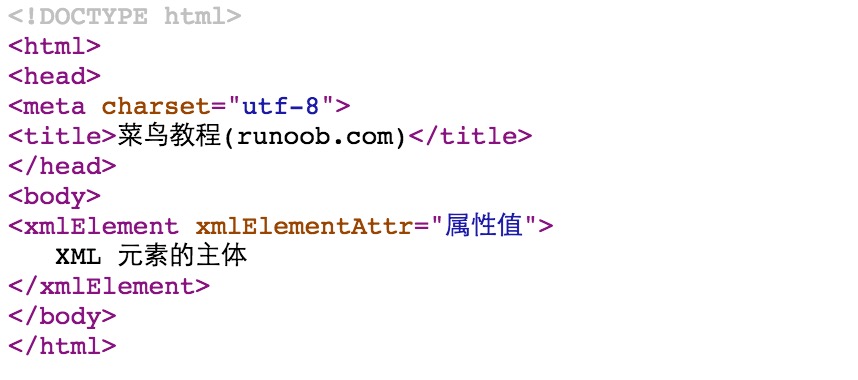 <!DOCTYPE html>
<html>
<head>
<meta charset="utf-8">
<title>菜鸟教程(runoob.com)</title>
</head>
<body>
<xmlElement xmlElementAttr="属性值">
   XML 元素的主体
</xmlElement>
</body>
</html>